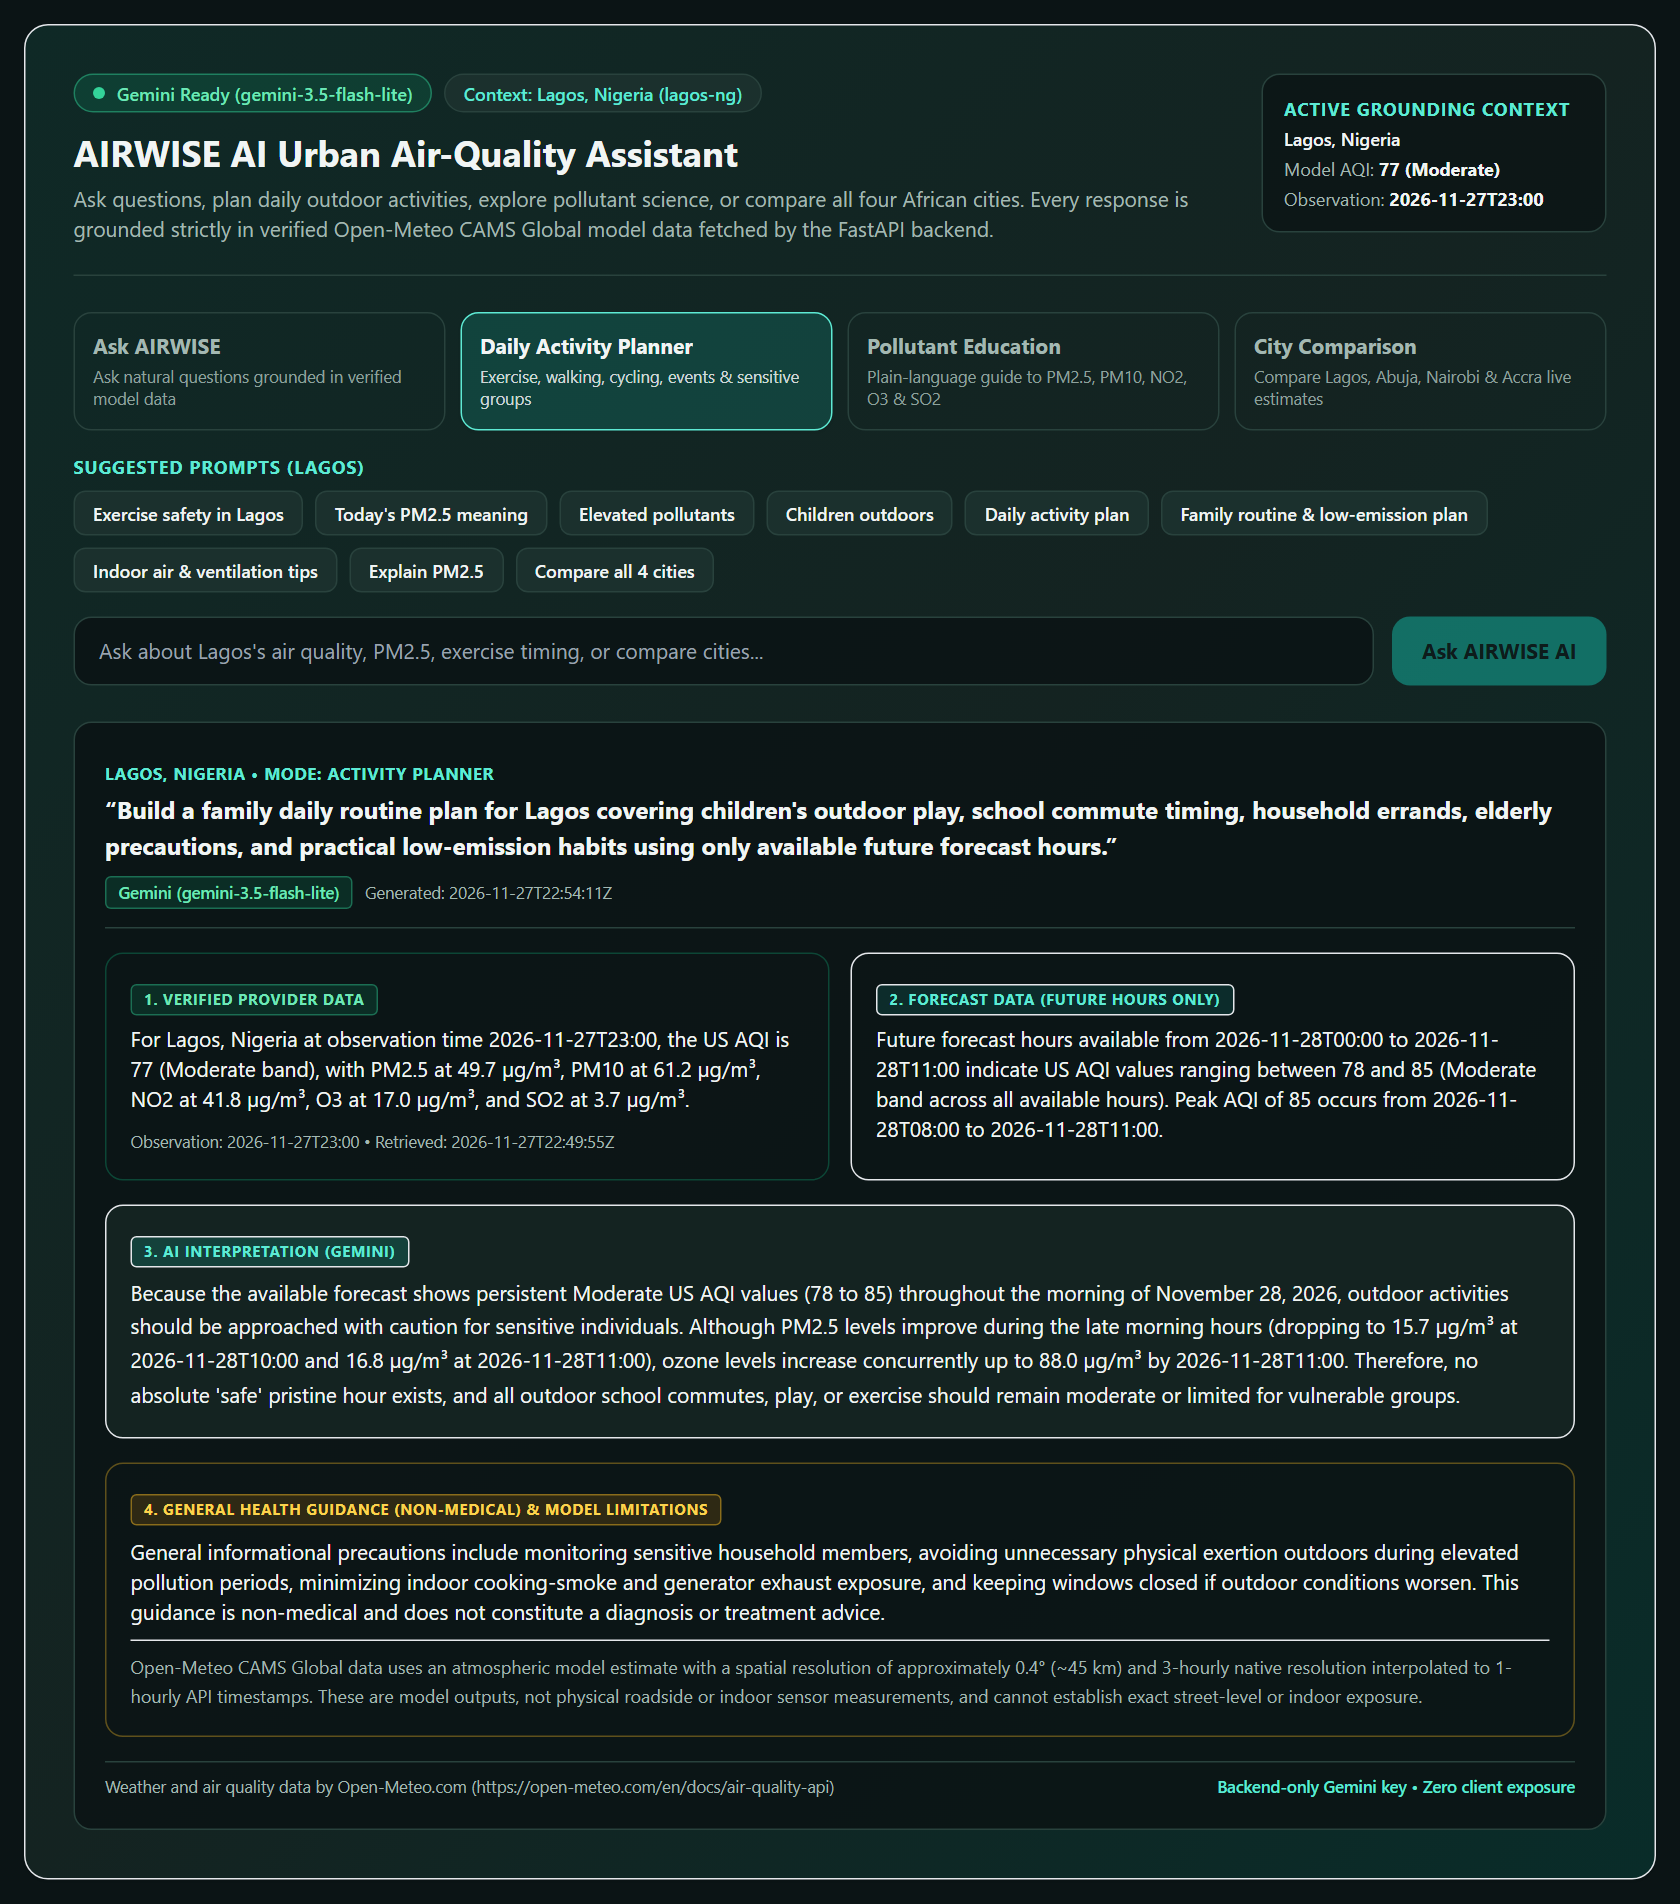 Gemini Ready (gemini-3.5-flash-lite)
Context: Lagos, Nigeria (lagos-ng)
AIRWISE AI Urban Air-Quality Assistant
Ask questions, plan daily outdoor activities, explore pollutant science, or compare all four African cities. Every response is
grounded strictly in verified Open-Meteo CAMS Global model data fetched by the FastAPI backend.
ACTIVE GROUNDING CONTEXT
Lagos, Nigeria
Model AQI: 77 (Moderate)
Observation: 2026-11-27T23:00
Ask AIRWISE
Ask natural questions grounded in verified
model data
Daily Activity Planner
Exercise, walking, cycling, events & sensitive
groups
Pollutant Education
Plain-language guide to PM2.5, PM10, NO2,
O3 & SO2
City Comparison
Compare Lagos, Abuja, Nairobi & Accra live
estimates
SUGGESTED PROMPTS (LAGOS)
Exercise safety in Lagos
Today's PM2.5 meaning
Elevated pollutants
Children outdoors
Daily activity plan
Family routine & low-emission plan
Indoor air & ventilation tips
Explain PM2.5
Compare all 4 cities
Ask about Lagos's air quality, PM2.5, exercise timing, or compare cities...
Ask AIRWISE AI
LAGOS, NIGERIA • MODE: ACTIVITY PLANNER
“Build a family daily routine plan for Lagos covering children's outdoor play, school commute timing, household errands, elderly
precautions, and practical low-emission habits using only available future forecast hours.”
Gemini (gemini-3.5-flash-lite)
Generated: 2026-11-27T22:54:11Z
1. VERIFIED PROVIDER DATA
For Lagos, Nigeria at observation time 2026-11-27T23:00, the US AQI is
77 (Moderate band), with PM2.5 at 49.7 µg/m³, PM10 at 61.2 µg/m³,
NO2 at 41.8 µg/m³, O3 at 17.0 µg/m³, and SO2 at 3.7 µg/m³.
Observation: 2026-11-27T23:00 • Retrieved: 2026-11-27T22:49:55Z
2. FORECAST DATA (FUTURE HOURS ONLY)
Future forecast hours available from 2026-11-28T00:00 to 2026-11-
28T11:00 indicate US AQI values ranging between 78 and 85 (Moderate
band across all available hours). Peak AQI of 85 occurs from 2026-11-
28T08:00 to 2026-11-28T11:00.
3. AI INTERPRETATION (GEMINI)
Because the available forecast shows persistent Moderate US AQI values (78 to 85) throughout the morning of November 28, 2026, outdoor activities
should be approached with caution for sensitive individuals. Although PM2.5 levels improve during the late morning hours (dropping to 15.7 µg/m³ at
2026-11-28T10:00 and 16.8 µg/m³ at 2026-11-28T11:00), ozone levels increase concurrently up to 88.0 µg/m³ by 2026-11-28T11:00. Therefore, no
absolute 'safe' pristine hour exists, and all outdoor school commutes, play, or exercise should remain moderate or limited for vulnerable groups.
4. GENERAL HEALTH GUIDANCE (NON-MEDICAL) & MODEL LIMITATIONS
General informational precautions include monitoring sensitive household members, avoiding unnecessary physical exertion outdoors during elevated
pollution periods, minimizing indoor cooking-smoke and generator exhaust exposure, and keeping windows closed if outdoor conditions worsen. This
guidance is non-medical and does not constitute a diagnosis or treatment advice.
Open-Meteo CAMS Global data uses an atmospheric model estimate with a spatial resolution of approximately 0.4° (~45 km) and 3-hourly native resolution interpolated to 1-
hourly API timestamps. These are model outputs, not physical roadside or indoor sensor measurements, and cannot establish exact street-level or indoor exposure.
Weather and air quality data by Open-Meteo.com (https://open-meteo.com/en/docs/air-quality-api)
Backend-only Gemini key • Zero client exposure